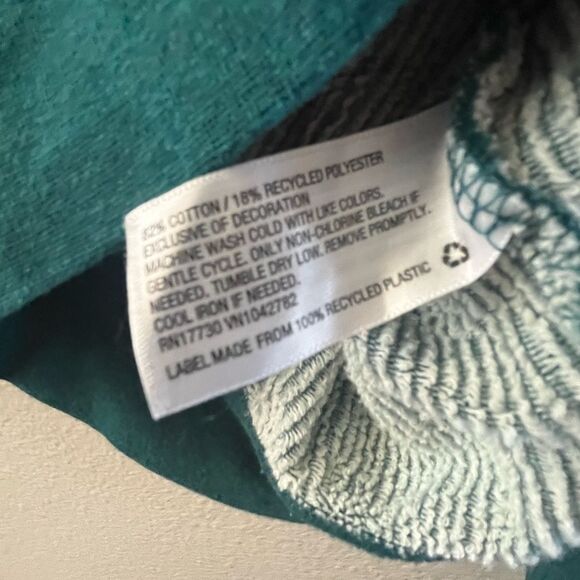 82% COTTON / 18% RECYCLED POLYESTER
EXCLUSIVE OF DECORATION
MACHINE WASH COLD WITH LIKE COLORS.
GENTLE CYCLE. ONLY NON-CHLORINE BLEACH IF
NEEDED. TUMBLE DRY LOW. REMOVE PROMPTLY.
COOL IRON IF NEEDED.
RN17730 VN1042782
LABEL MADE FROM 100% RECYCLED PLASTIC